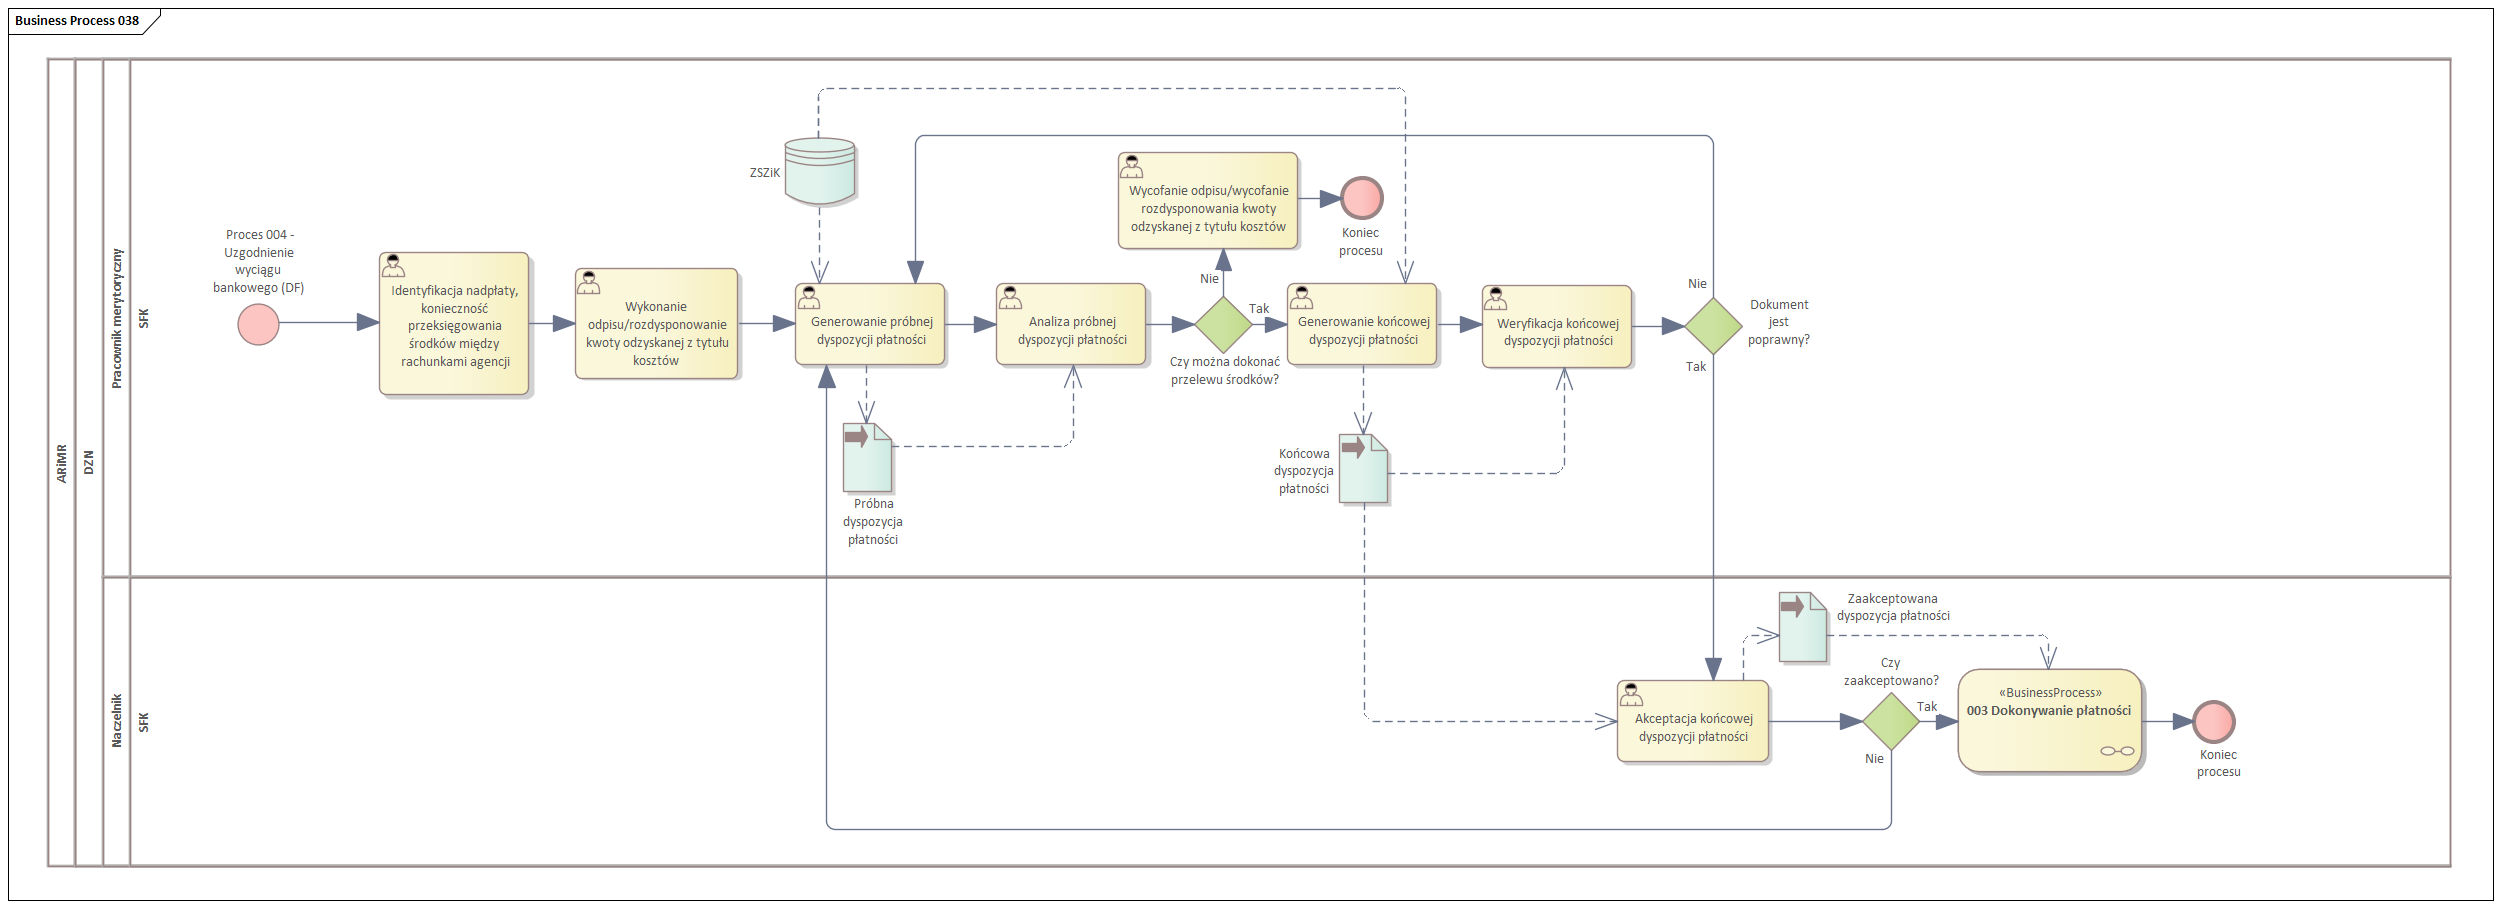 Business Process 038
ARiMR
DZN
Pracownik merytoryczny
SFK
Proces 004 -
Uzgodnienie
wyciągu
bankowego (DF)
Identyfikacja nadpłaty,
konieczność
przeksięgowania
środków między
rachunkami agencji
Wykonanie
odpisu/rozdysponowanie
kwoty odzyskanej z tytułu
kosztów
ZSZiK
Generowanie próbnej
dyspozycji płatności
Próbna
dyspozycja
płatności
Analiza próbnej
dyspozycji płatności
Czy można dokonać
przelewu środków?
Nie
Tak
Wycofanie odpisu/wycofanie
rozdysponowania kwoty
odzyskanej z tytułu kosztów
Koniec
procesu
Generowanie końcowej
dyspozycji płatności
Końcowa
dyspozycja
płatności
Weryfikacja końcowej
dyspozycji płatności
Nie
Dokument
jest
poprawny?
Tak
Naczelnik
SFK
Akceptacja końcowej
dyspozycji płatności
Zaakceptowana
dyspozycja płatności
Czy
zaakceptowano?
Tak
Nie
«BusinessProcess»
003 Dokonywanie płatności
Koniec
procesu